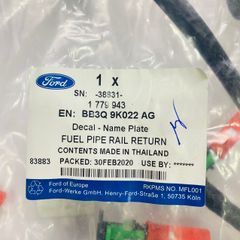 Ford
1 x
SN: -38831-
1 779 943
EN: BB3Q 9K022 AG
Decal - Name Plate
FUEL PIPE RAIL RETURN
CONTENTS MADE IN THAILAND
83883 PACKED: 30FEB2020 USE BY: *******
Ford of Europe RKPMS NO. MFL001
Ford-Werke GmbH. Henry-Ford-Straße 1, 50735 Köln